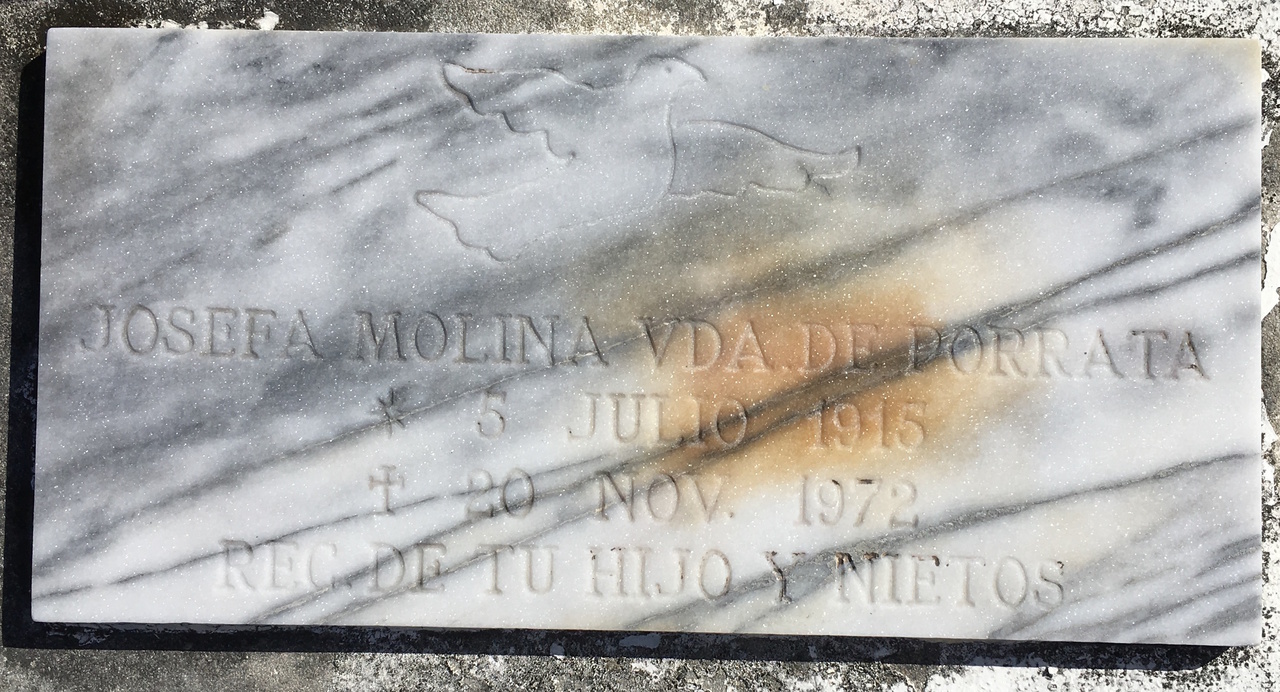 JOSEFA MOLINA VDA. DE PORRATA
* 5 JULIO 1915
† 20 NOV. 1972
REC. DE TU HIJO Y NIETOS